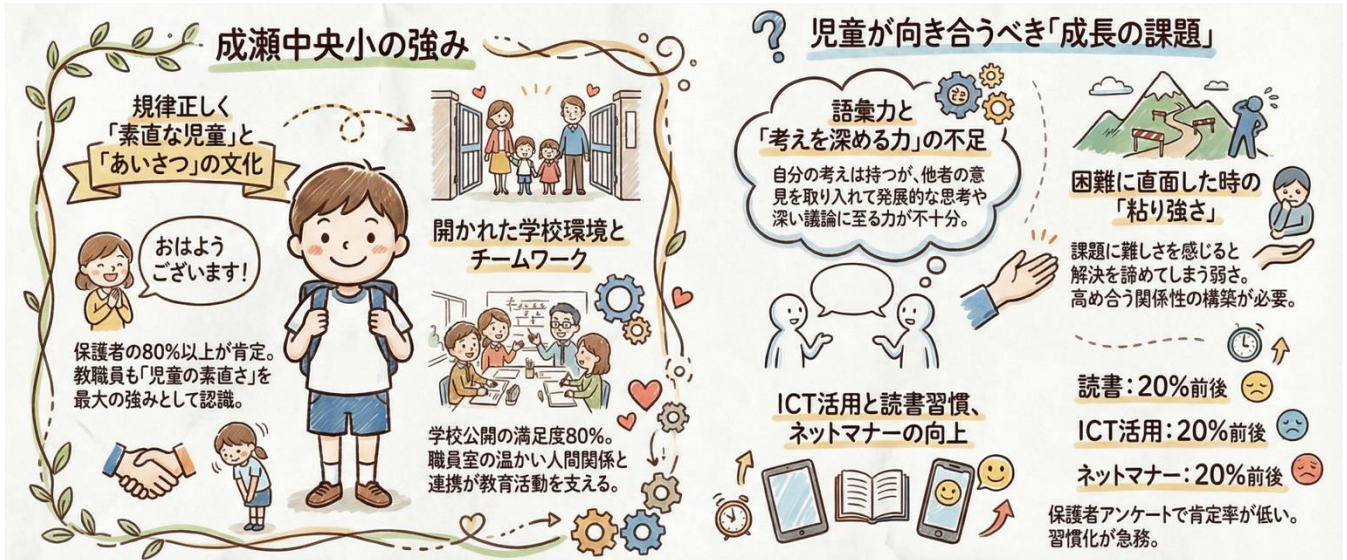 成瀬中央小の強み
規律正しく
「素直な児童」と
「あいさつ」の文化
おはよう
ございます!
保護者の80%以上が肯定。
教職員も「児童の素直さ」を
最大の強みとして認識。
開かれた学校環境と
チームワーク
学校公開の満足度80%。
職員室の温かい人間関係と
連携が教育活動を支える。
?
児童が向き合うべき「成長の課題」
語彙力と
「考えを深める力」の不足
自分の考えは持つが、他者の意
見を取り入れて発展的な思考や
深い議論に至る力が不十分。
困難に直面した時の
「粘り強さ」
課題に難しさを感じると
解決を諦めてしまう弱さ。
高め合う関係性の構築が必要。
ICT活用と読書習慣、
ネットマナーの向上
読書:20%前後
ICT活用:20%前後
ネットマナー:20%前後
保護者アンケートで肯定率が低い。
習慣化が急務。